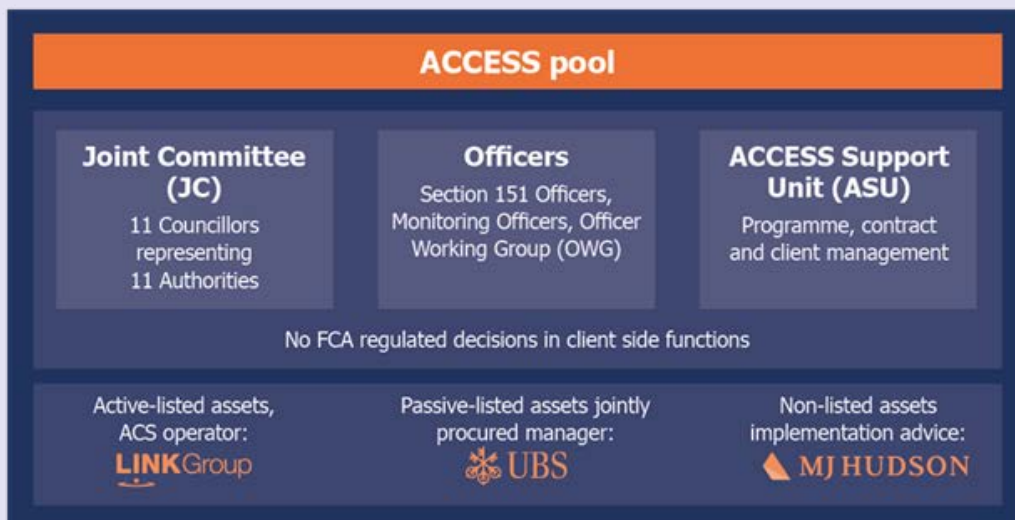 ACCESS pool
Joint Committee
(JC)
11 Councillors
representing
11 Authorities
Officers
Section 151 Officers,
Monitoring Officers, Officer
Working Group (OWG)
ACCESS Support
Unit (ASU)
Programme, contract
and client management
No FCA regulated decisions in client side functions
Active-listed assets,
ACS operator:
LINKGroup
Passive-listed assets jointly
procured manager:
UBS
Non-listed assets
implementation advice:
MJ HUDSON